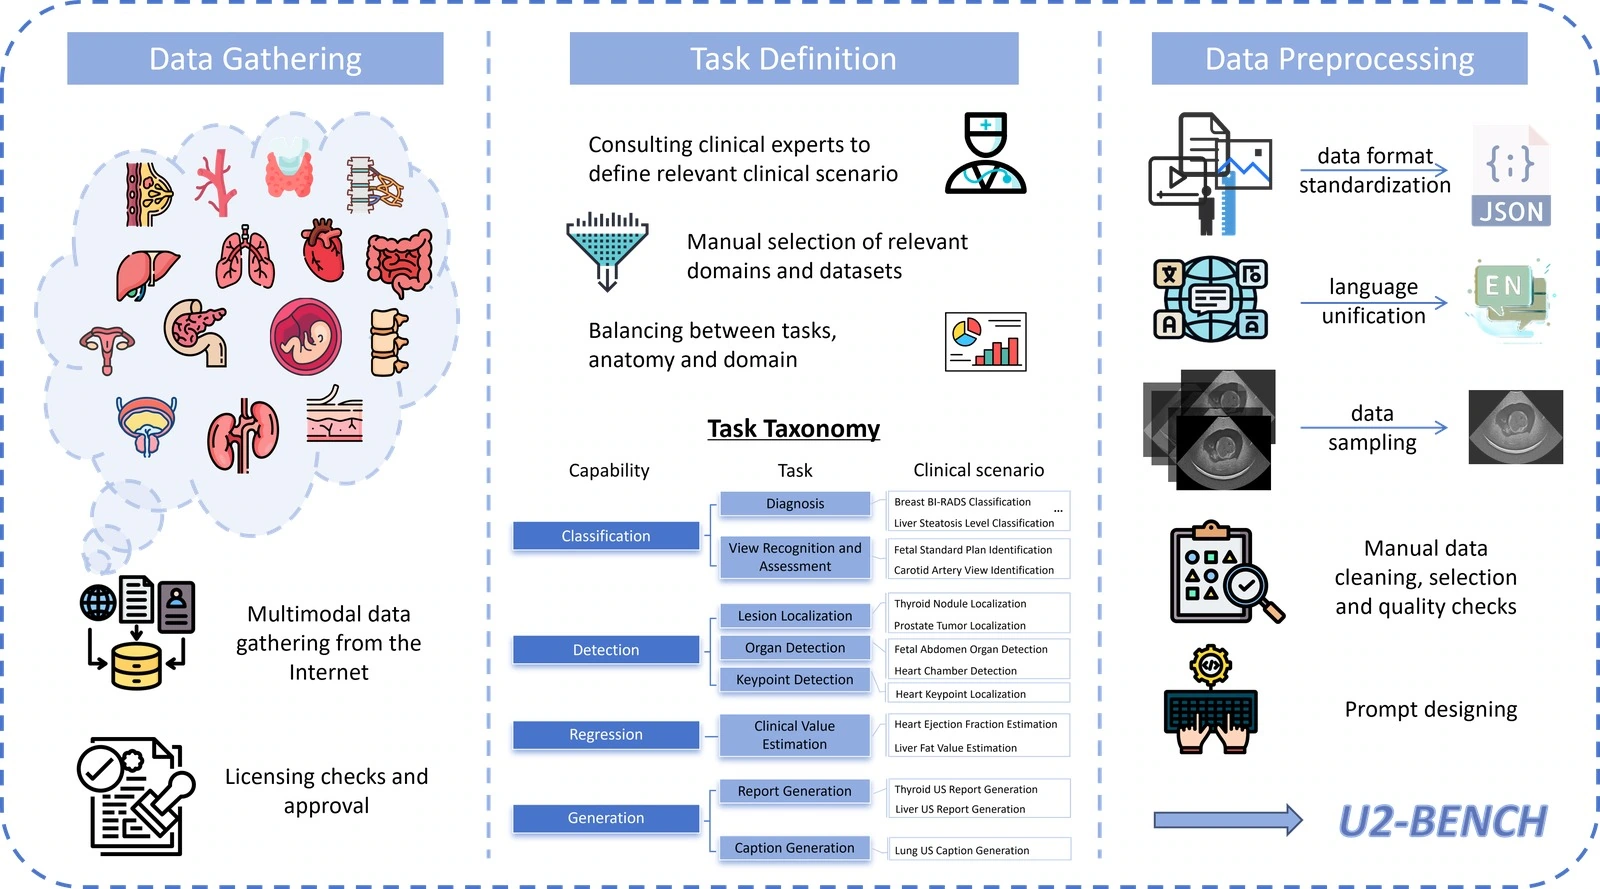 Data Gathering
Multimodal data
gathering from the
Internet
Licensing checks and
approval
Task Definition
Consulting clinical experts to
define relevant clinical scenario
Manual selection of relevant
domains and datasets
Balancing between tasks,
anatomy and domain
Task Taxonomy
Capability
Task
Clinical scenario
Classification
Diagnosis
Breast BI-RADS Classification
...
Liver Steatosis Level Classification
View Recognition and
Assessment
Fetal Standard Plan Identification
Carotid Artery View Identification
Detection
Lesion Localization
Thyroid Nodule Localization
Prostate Tumor Localization
Organ Detection
Fetal Abdomen Organ Detection
Heart Chamber Detection
Keypoint Detection
Heart Keypoint Localization
Regression
Clinical Value
Estimation
Heart Ejection Fraction Estimation
Liver Fat Value Estimation
Generation
Report Generation
Thyroid US Report Generation
Liver US Report Generation
Caption Generation
Lung US Caption Generation
Data Preprocessing
data format
standardization
{;}
JSON
文
A
language
unification
EN
data
sampling
Manual data
cleaning, selection
and quality checks
</>
Prompt designing
U2-BENCH